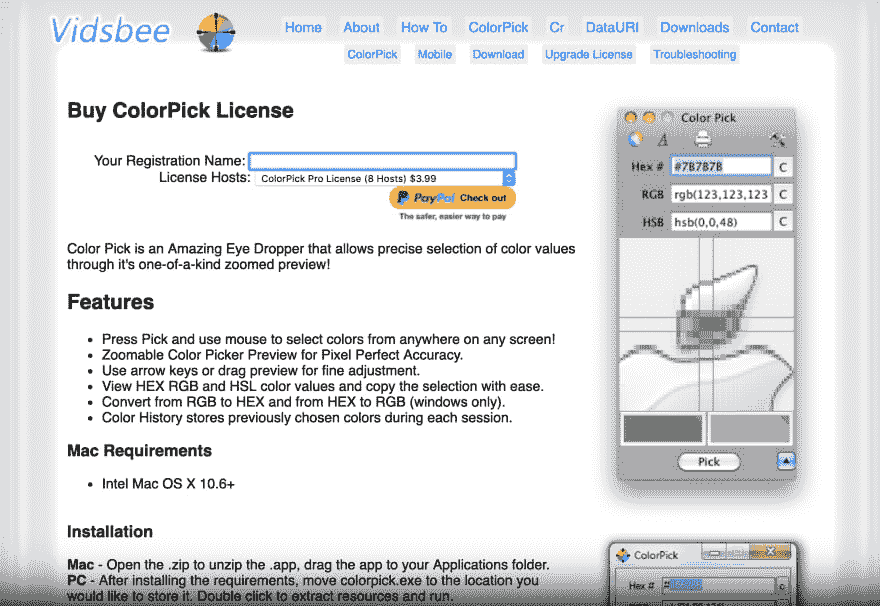 Vidsbee
Home About How To ColorPick Cr DataURI Downloads Contact
ColorPick Mobile Download Upgrade License Troubleshooting
Buy ColorPick License
Your Registration Name:
License Hosts: ColorPick Pro License (8 Hosts) $3.99
PayPal Check out
The safer, easier way to pay
Color Pick is an Amazing Eye Dropper that allows precise selection of color values
through it's one-of-a-kind zoomed preview!
Features
Press Pick and use mouse to select colors from anywhere on any screen!
Zoomable Color Picker Preview for Pixel Perfect Accuracy.
Use arrow keys or drag preview for fine adjustment.
View HEX RGB and HSL color values and copy the selection with ease.
Convert from RGB to HEX and from HEX to RGB (windows only).
Color History stores previously chosen colors during each session.
Mac Requirements
Intel Mac OS X 10.6+
Installation
Mac - Open the .zip to unzip the .app, drag the app to your Applications folder.
PC - After installing the requirements, move colorpick.exe to the location you
would like to store it. Double click to extract resources and run.
Color Pick
A
Hex # #7B7B7B C
RGB rgb(123,123,123 C
HSB hsb(0,0,48) C
Pick
ColorPick
Hex # C